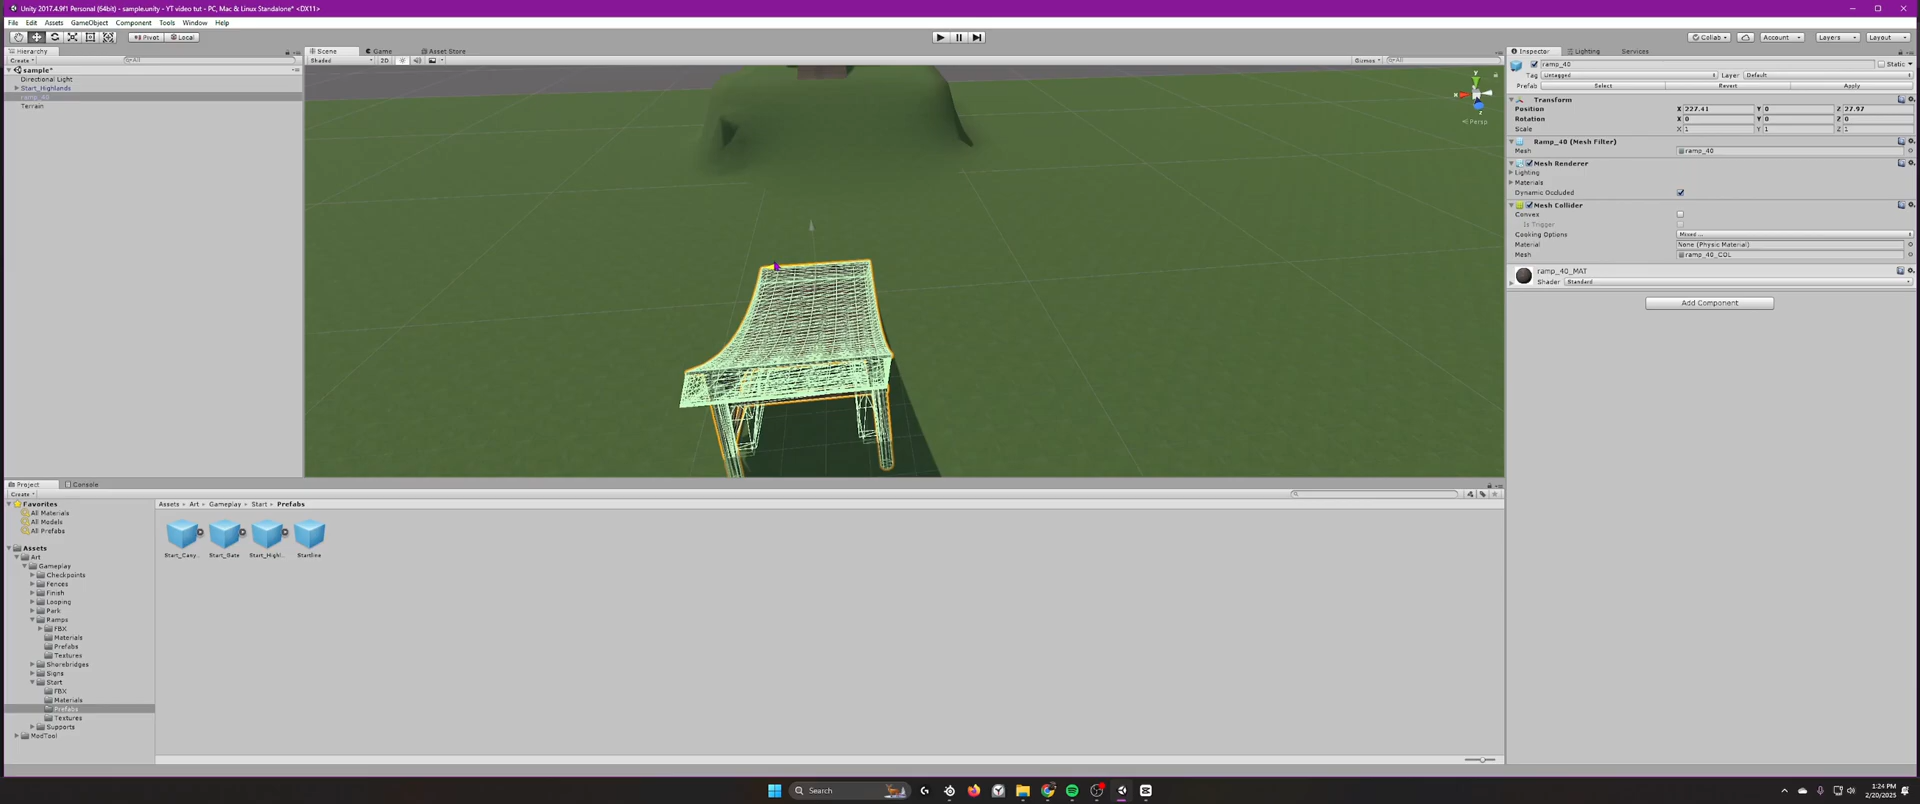 Unity 2017.4.9f1 Personal (64bit) - sample.unity - YT video tut - PC, Mac & Linux Standalone* <DX11>
File Edit Assets GameObject Component Tools Window Help
Pivot Local Collab Account Layers Layout
Hierarchy Scene Game Asset Store Inspector Lighting Services
Create All Shaded 2D Gizmos All
sample*
Directional Light
Start_Highlands
ramp_40
Terrain
Y
Persp
ramp_40 Static
Tag Untagged Layer Default
Prefab Select Revert Apply
Transform
Position X 227.41 Y 0 Z 27.97
Rotation X 0 Y 0 Z 0
Scale X 1 Y 1 Z 1
Ramp_40 (Mesh Filter)
Mesh ramp_40
Mesh Renderer
Lighting
Materials
Dynamic Occluded
Mesh Collider
Convex
Is Trigger
Cooking Options Mixed ...
Material None (Physic Material)
Mesh ramp_40_COL
ramp_40_MAT
Shader Standard
Add Component
Project Console
Create
Favorites
All Materials
All Models
All Prefabs
Assets
Art
Gameplay
Checkpoints
Fences
Finish
Looping
Park
Ramps
FBX
Materials
Prefabs
Textures
Shorebridges
Signs
Start
FBX
Materials
Prefabs
Textures
Supports
ModTool
Assets Art Gameplay Start Prefabs
Start_Cany... Start_Gate Start_Highl... Startline
Search
1:24 PM
2/20/2025